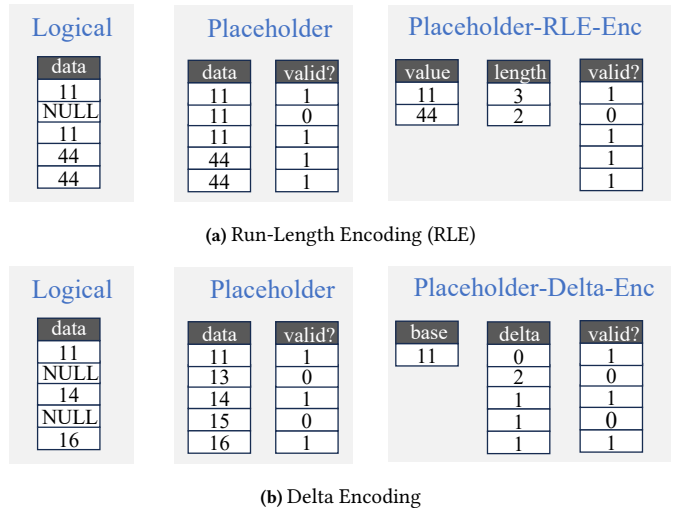 Logical Placeholder Placeholder-RLE-Enc
data data valid? value length valid?
11 11 1 11 3 1
NULL 11 0 44 2 0
11 11 1 1
44 44 1 1
44 44 1 1
(a) Run-Length Encoding (RLE)
Logical Placeholder Placeholder-Delta-Enc
data data valid? base delta valid?
11 11 1 11 0 1
NULL 13 0 2 0
14 14 1 1 1
NULL 15 0 1 0
16 16 1 1 1
(b) Delta Encoding